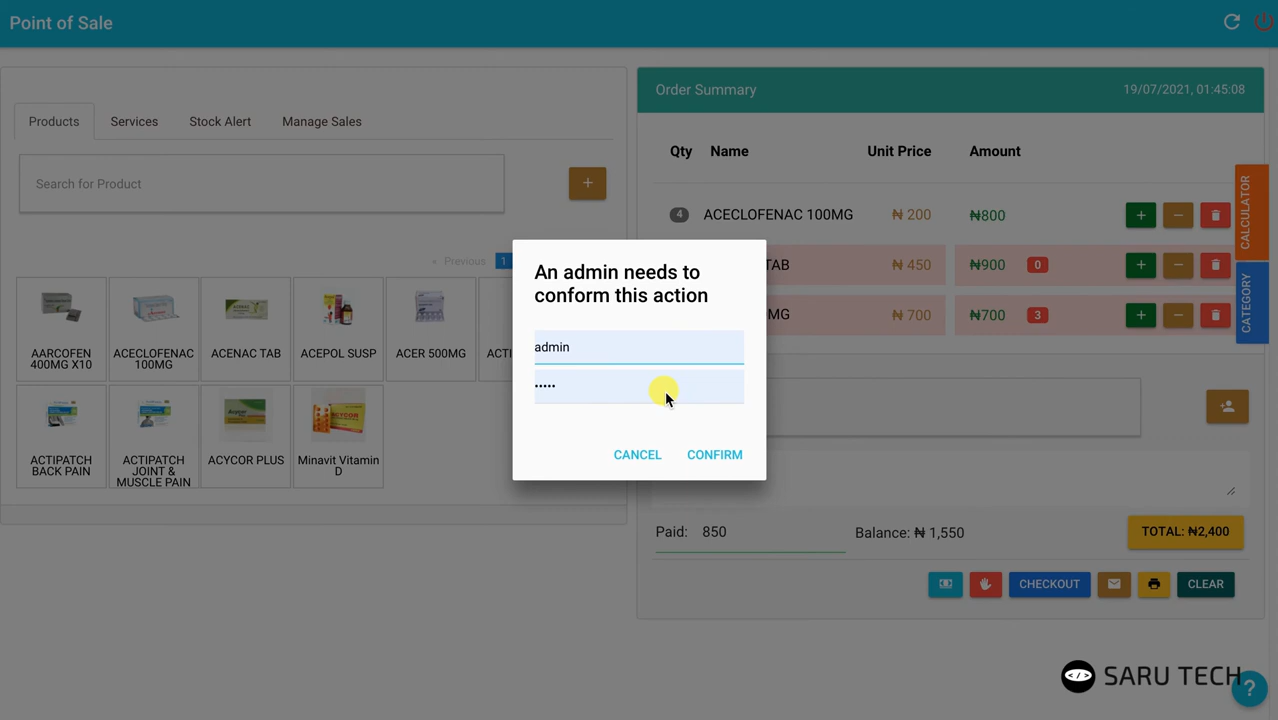 Point of Sale
Products Services Stock Alert Manage Sales
Search for Product
+
« Previous 1
AARCOFEN
400MG X10
ACECLOFENAC
100MG
ACENAC TAB
ACEPOL SUSP
ACER 500MG
ACTI
ACTIPATCH
BACK PAIN
ACTIPATCH
JOINT &
MUSCLE PAIN
ACYCOR PLUS
Minavit Vitamin
D
Order Summary 19/07/2021, 01:45:08
Qty Name Unit Price Amount
4 ACECLOFENAC 100MG ₦ 200 ₦800 + −
TAB ₦ 450 ₦900 0 + −
MG ₦ 700 ₦700 3 + −
CALCULATOR
CATEGORY
An admin needs to
conform this action
admin
•••••
CANCEL CONFIRM
Paid: 850 Balance: ₦ 1,550 TOTAL: ₦2,400
CHECKOUT CLEAR
</> SARU TECH
?